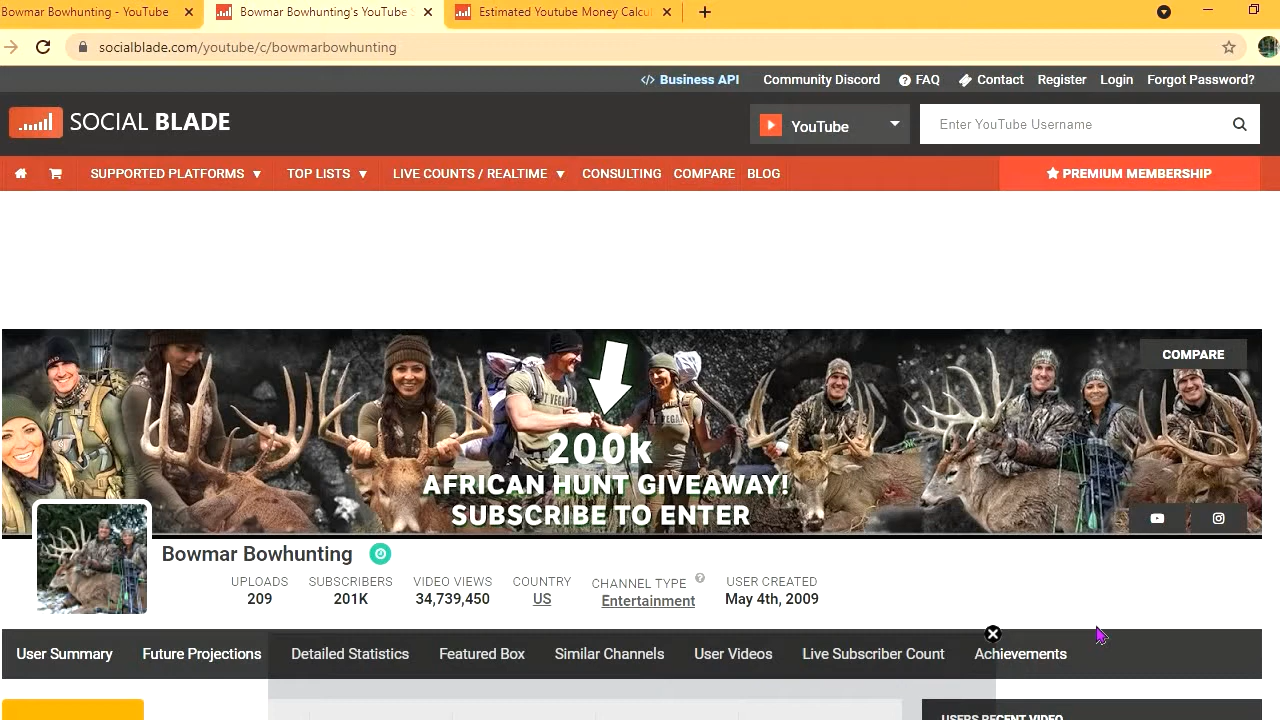 Bowmar Bowhunting - YouTube
Bowmar Bowhunting's YouTube
Estimated Youtube Money Calcul
socialblade.com/youtube/c/bowmarbowhunting
Business API Community Discord FAQ Contact Register Login Forgot Password?
SOCIAL BLADE
YouTube
Enter YouTube Username
SUPPORTED PLATFORMS TOP LISTS LIVE COUNTS / REALTIME CONSULTING COMPARE BLOG
PREMIUM MEMBERSHIP
COMPARE
200k
AFRICAN HUNT GIVEAWAY!
SUBSCRIBE TO ENTER
Bowmar Bowhunting
UPLOADS SUBSCRIBERS VIDEO VIEWS COUNTRY CHANNEL TYPE USER CREATED
209 201K 34,739,450 US Entertainment May 4th, 2009
User Summary Future Projections Detailed Statistics Featured Box Similar Channels User Videos Live Subscriber Count Achievements
USERS RECENT VIDEO